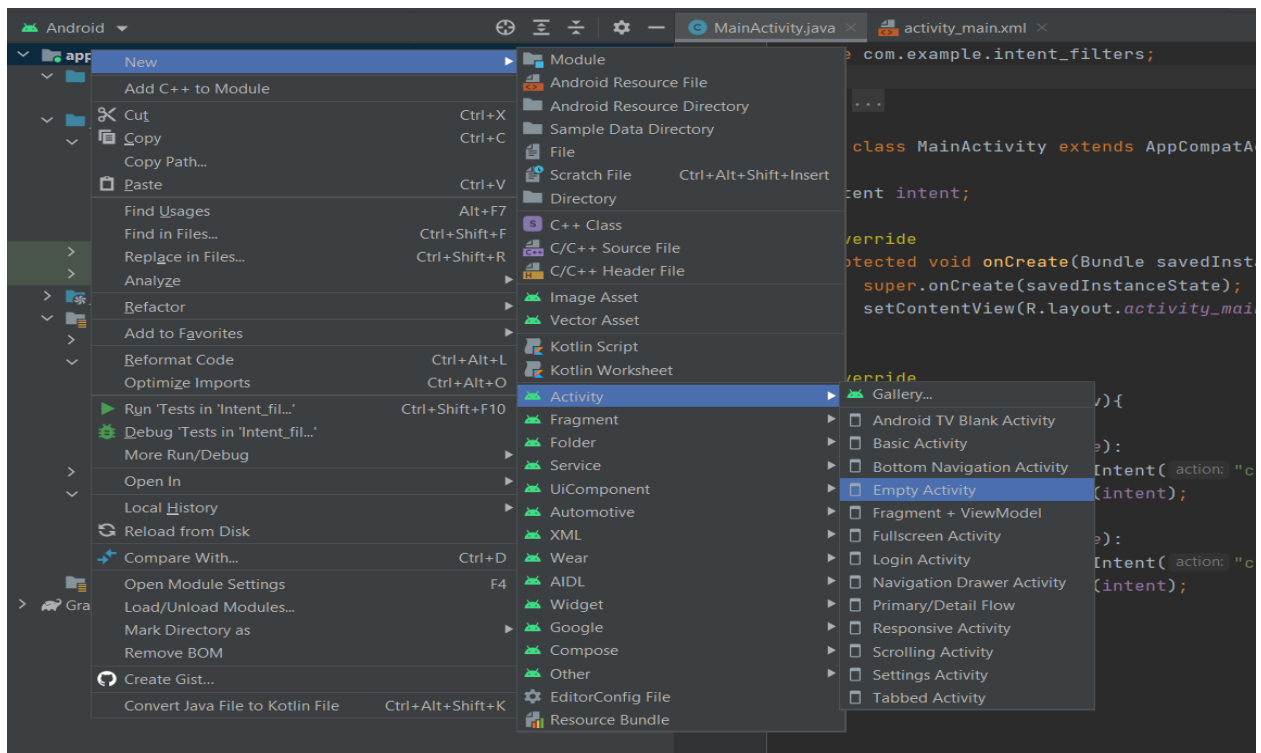 Android
MainActivity.java
activity_main.xml
app
New
Add C++ to Module
Cut Ctrl+X
Copy Ctrl+C
Copy Path...
Paste Ctrl+V
Find Usages Alt+F7
Find in Files... Ctrl+Shift+F
Replace in Files... Ctrl+Shift+R
Analyze
Refactor
Add to Favorites
Reformat Code Ctrl+Alt+L
Optimize Imports Ctrl+Alt+O
Run 'Tests in 'Intent_fil...' Ctrl+Shift+F10
Debug 'Tests in 'Intent_fil...'
More Run/Debug
Open In
Local History
Reload from Disk
Compare With... Ctrl+D
Open Module Settings F4
Load/Unload Modules...
Mark Directory as
Remove BOM
Create Gist...
Convert Java File to Kotlin File Ctrl+Alt+Shift+K
Gra
Module
Android Resource File
Android Resource Directory
Sample Data Directory
File
Scratch File Ctrl+Alt+Shift+Insert
Directory
S C++ Class
C/C++ Source File
C/C++ Header File
Image Asset
Vector Asset
Kotlin Script
Kotlin Worksheet
Activity
Fragment
Folder
Service
UiComponent
Automotive
XML
Wear
AIDL
Widget
Google
Compose
Other
EditorConfig File
Resource Bundle
Gallery...
Android TV Blank Activity
Basic Activity
Bottom Navigation Activity
Empty Activity
Fragment + ViewModel
Fullscreen Activity
Login Activity
Navigation Drawer Activity
Primary/Detail Flow
Responsive Activity
Scrolling Activity
Settings Activity
Tabbed Activity
com.example.intent_filters;
...
class MainActivity extends AppCompatA
tent intent;
verride
otected void onCreate(Bundle savedInst
super.onCreate(savedInstanceState);
setContentView(R.layout.activity_mai
verride
v){
e):
Intent( action: "c
(intent);
e):
Intent( action: "c
(intent);